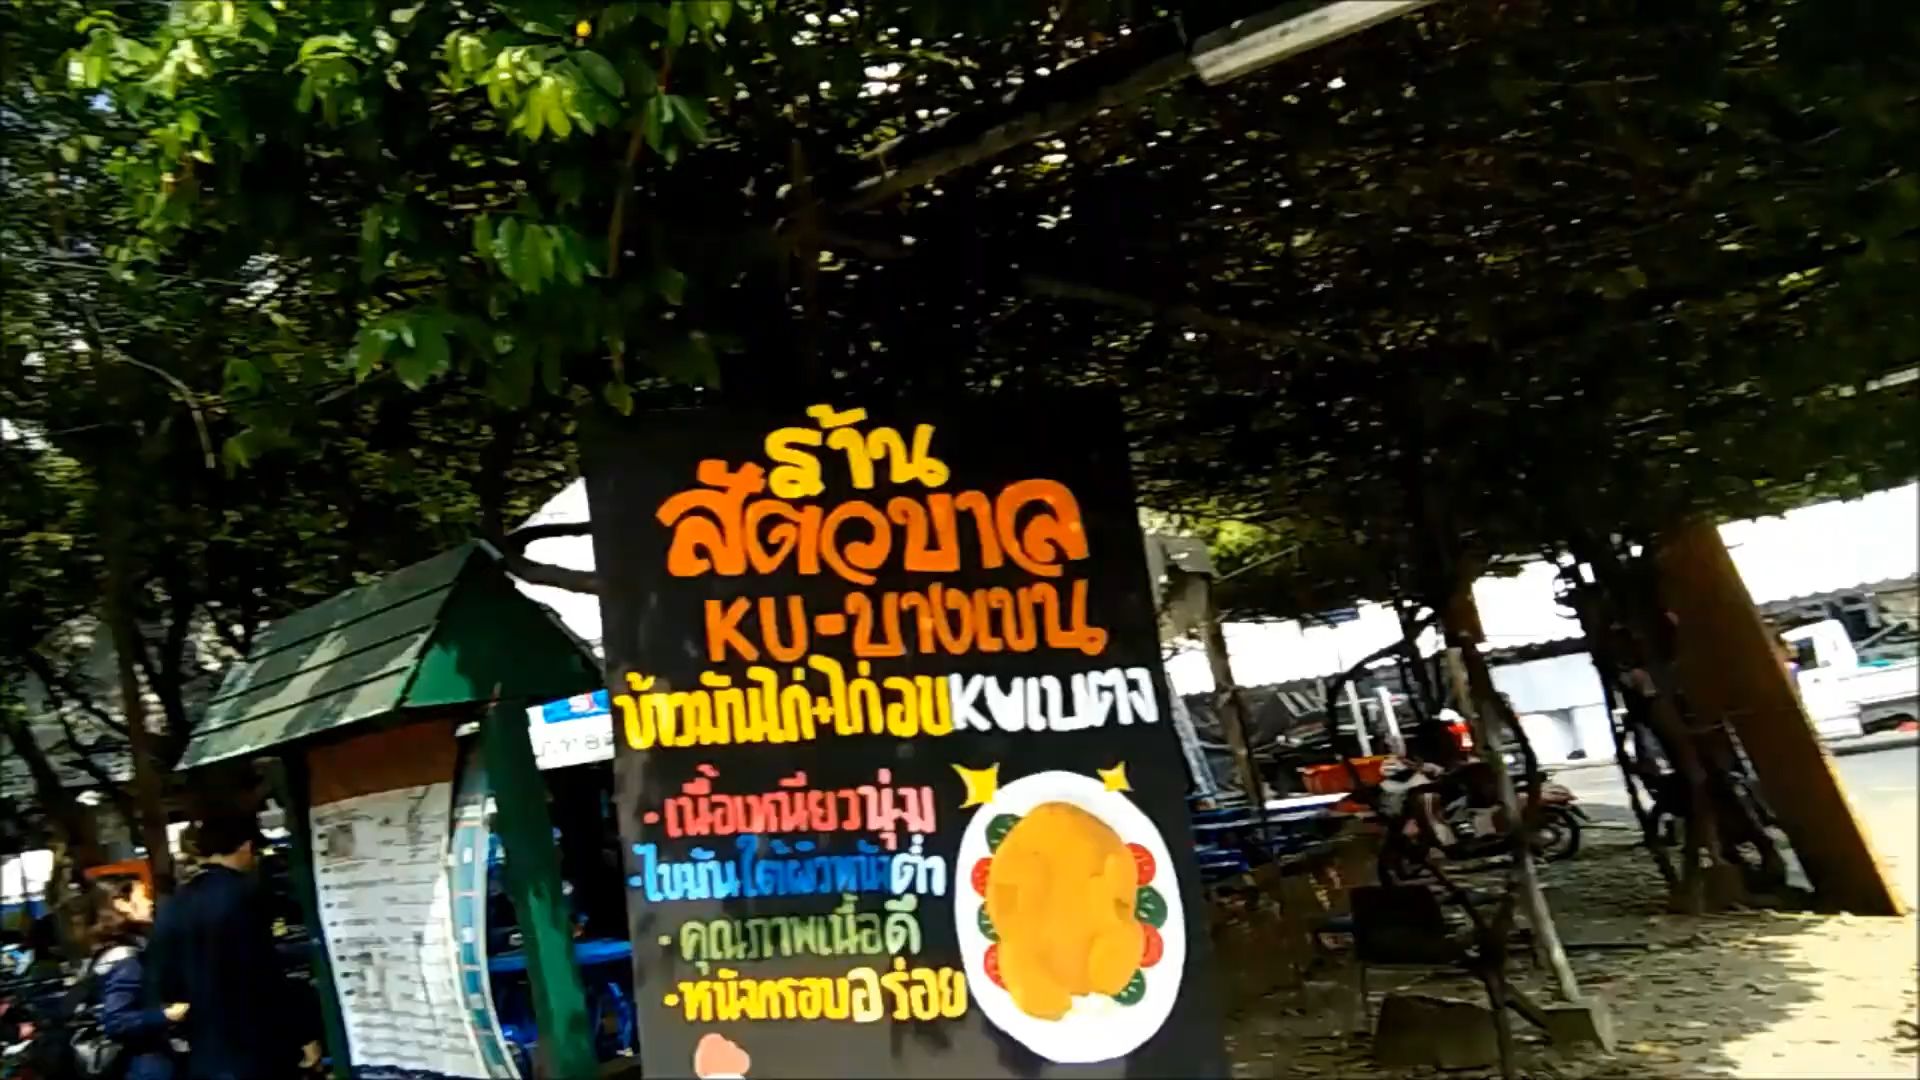 ร้าน
สัตวบาล
KU-บางเขน
ข้าวมันไก่+ไก่อบKUเบตง
·เนื้อเหนียวนุ่ม
·ไขมันใต้ผิวหนังต่ำ
·คุณภาพเนื้อดี
·หนังกรอบอร่อย